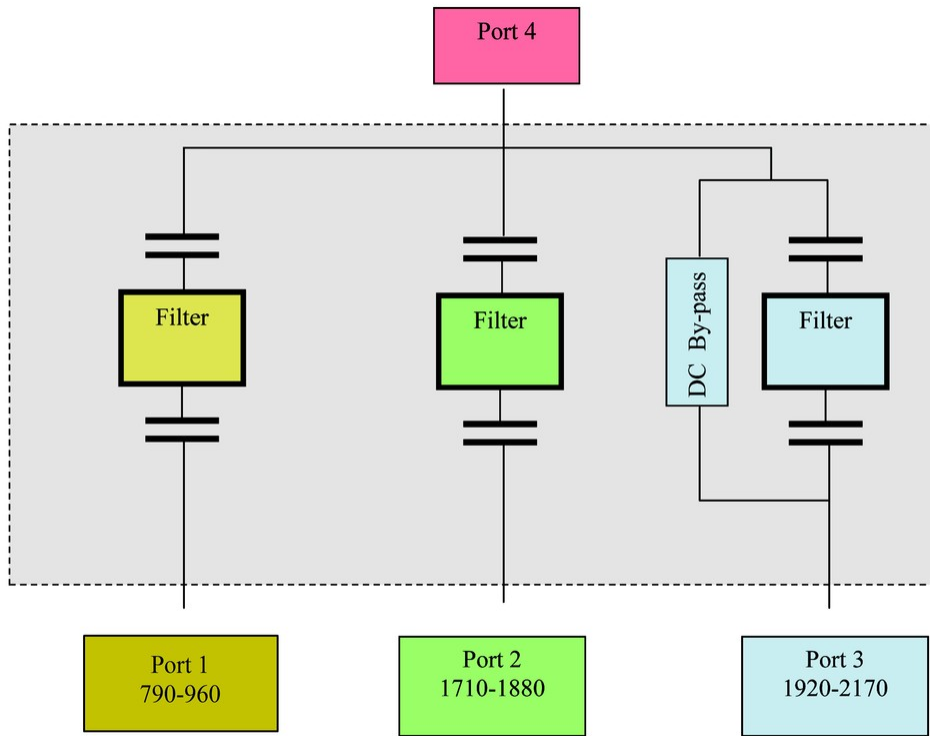 Port 4
Filter
Filter
DC By-pass
Filter
Port 1
790-960
Port 2
1710-1880
Port 3
1920-2170